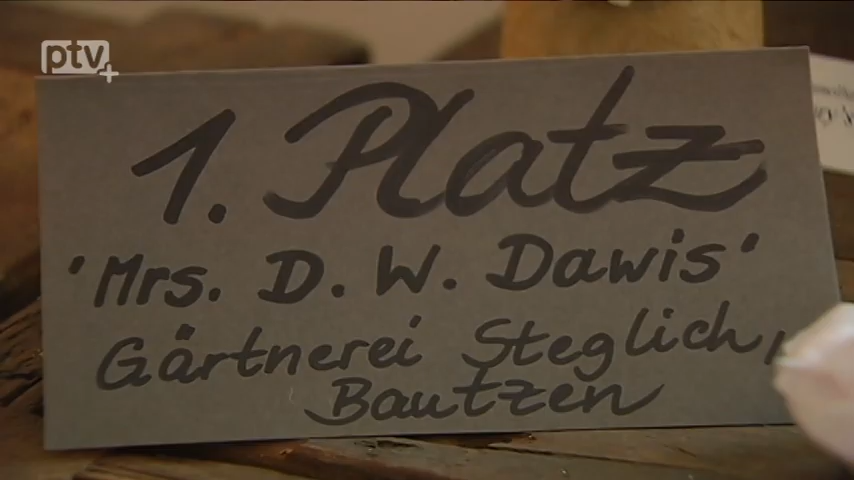 ptv+
1. Platz
'Mrs. D. W. Dawis'
Gärtnerei Steglich,
Bautzen